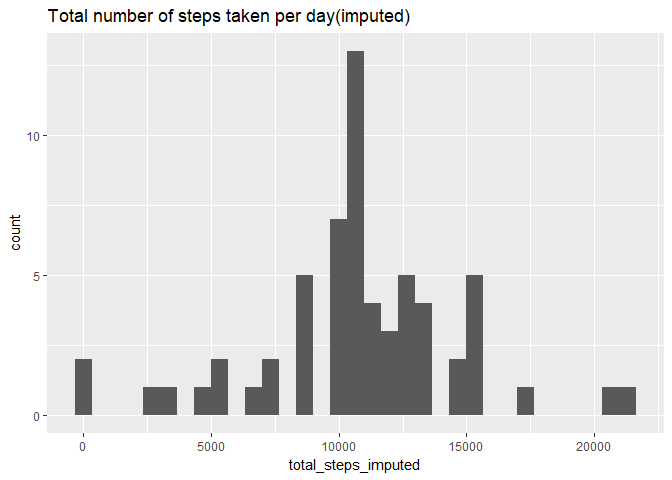 Total number of steps taken per day(imputed)
count
10
5
0
0 5000 10000 15000 20000
total_steps_imputed